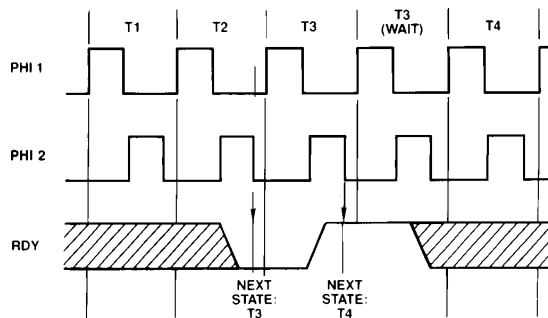 T1 T2 T3 T3 T4
(WAIT)
PHI 1
PHI 2
RDY
NEXT NEXT
STATE: STATE:
T3 T4